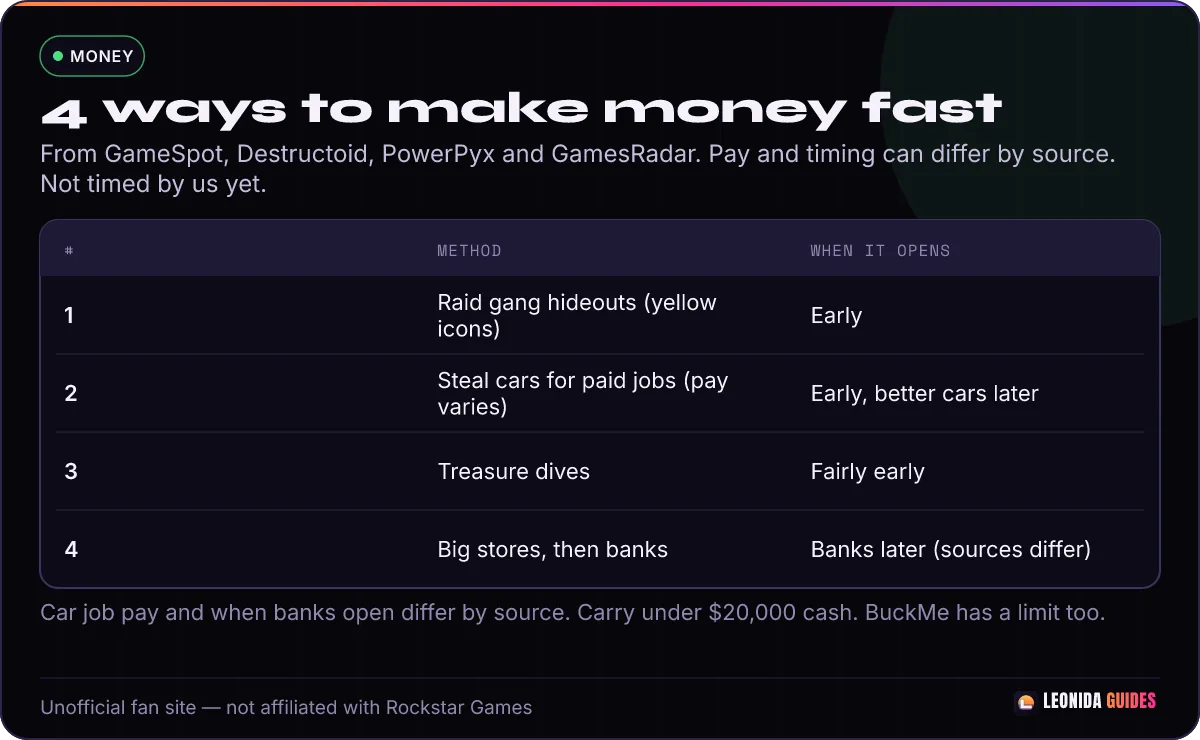 MONEY
4 ways to make money fast
From GameSpot, Destructoid, PowerPyx and GamesRadar. Pay and timing can differ by source.
Not timed by us yet.
# METHOD WHEN IT OPENS
1 Raid gang hideouts (yellow icons) Early
2 Steal cars for paid jobs (pay varies) Early, better cars later
3 Treasure dives Fairly early
4 Big stores, then banks Banks later (sources differ)
Car job pay and when banks open differ by source. Carry under $20,000 cash. BuckMe has a limit too.
Unofficial fan site — not affiliated with Rockstar Games
LEONIDA GUIDES